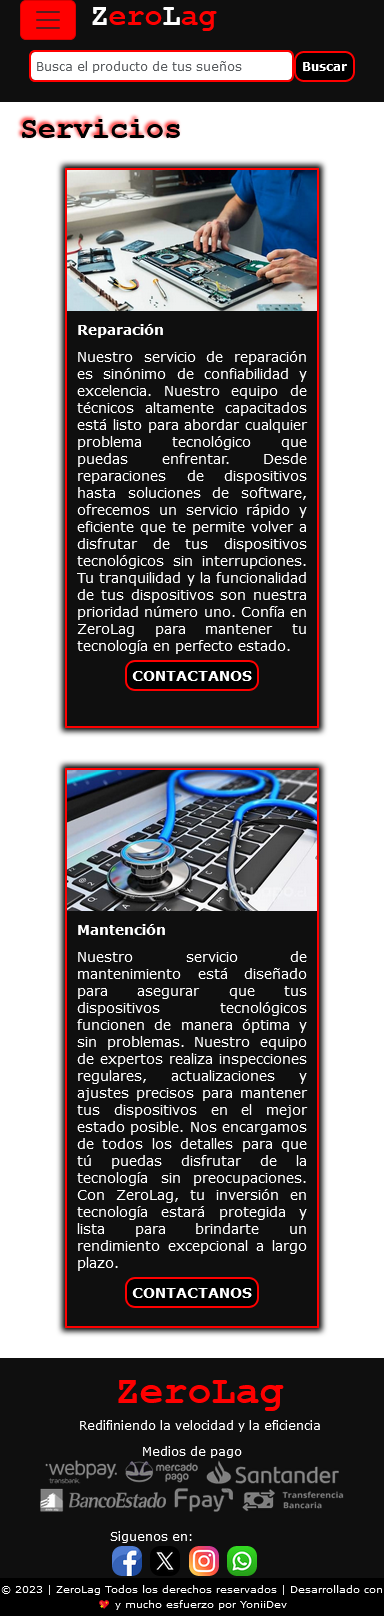 ZeroLag
Busca el producto de tus sueños
Buscar
Servicios
Reparación
Nuestro servicio de reparación
es sinónimo de confiabilidad y
excelencia. Nuestro equipo de
técnicos altamente capacitados
está listo para abordar cualquier
problema tecnológico que
puedas enfrentar. Desde
reparaciones de dispositivos
hasta soluciones de software,
ofrecemos un servicio rápido y
eficiente que te permite volver a
disfrutar de tus dispositivos
tecnológicos sin interrupciones.
Tu tranquilidad y la funcionalidad
de tus dispositivos son nuestra
prioridad número uno. Confía en
ZeroLag para mantener tu
tecnología en perfecto estado.
CONTACTANOS
Mantención
Nuestro servicio de
mantenimiento está diseñado
para asegurar que tus
dispositivos tecnológicos
funcionen de manera óptima y
sin problemas. Nuestro equipo
de expertos realiza inspecciones
regulares, actualizaciones y
ajustes precisos para mantener
tus dispositivos en el mejor
estado posible. Nos encargamos
de todos los detalles para que
tú puedas disfrutar de la
tecnología sin preocupaciones.
Con ZeroLag, tu inversión en
tecnología estará protegida y
lista para brindarte un
rendimiento excepcional a largo
plazo.
CONTACTANOS
ZeroLag
Redifiniendo la velocidad y la eficiencia
Medios de pago
webpay.
transbank.
mercado
pago
Santander
BancoEstado
Fpay
Transferencia
Bancaria
Siguenos en:
© 2023 | ZeroLag Todos los derechos reservados | Desarrollado con
y mucho esfuerzo por YoniiDev